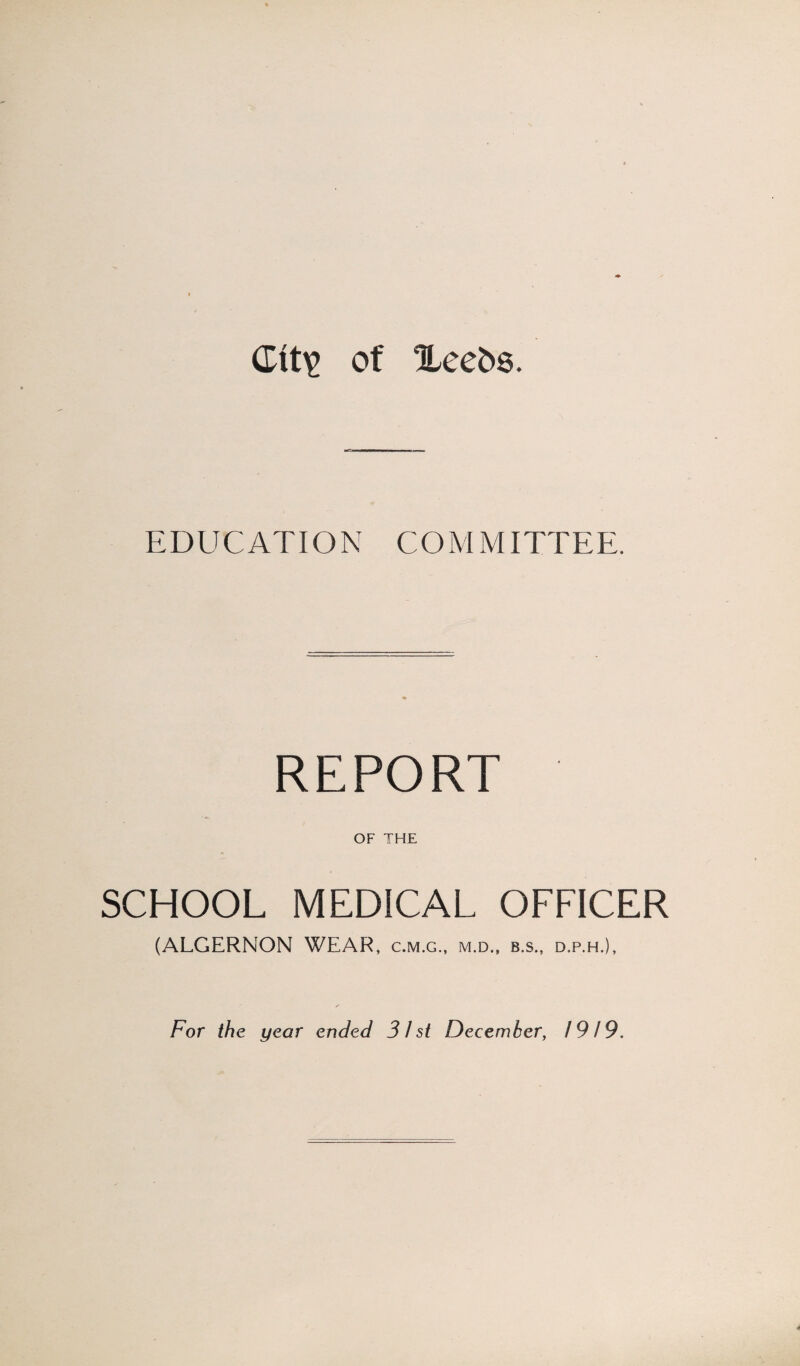 City of Leeds.
EDUCATION COMMITTEE.
REPORT
OF THE
SCHOOL MEDICAL OFFICER
(ALGERNON WEAR, C.M.G., M.D., B.S., D.P.H.),
For the year ended 31st December, 1919.